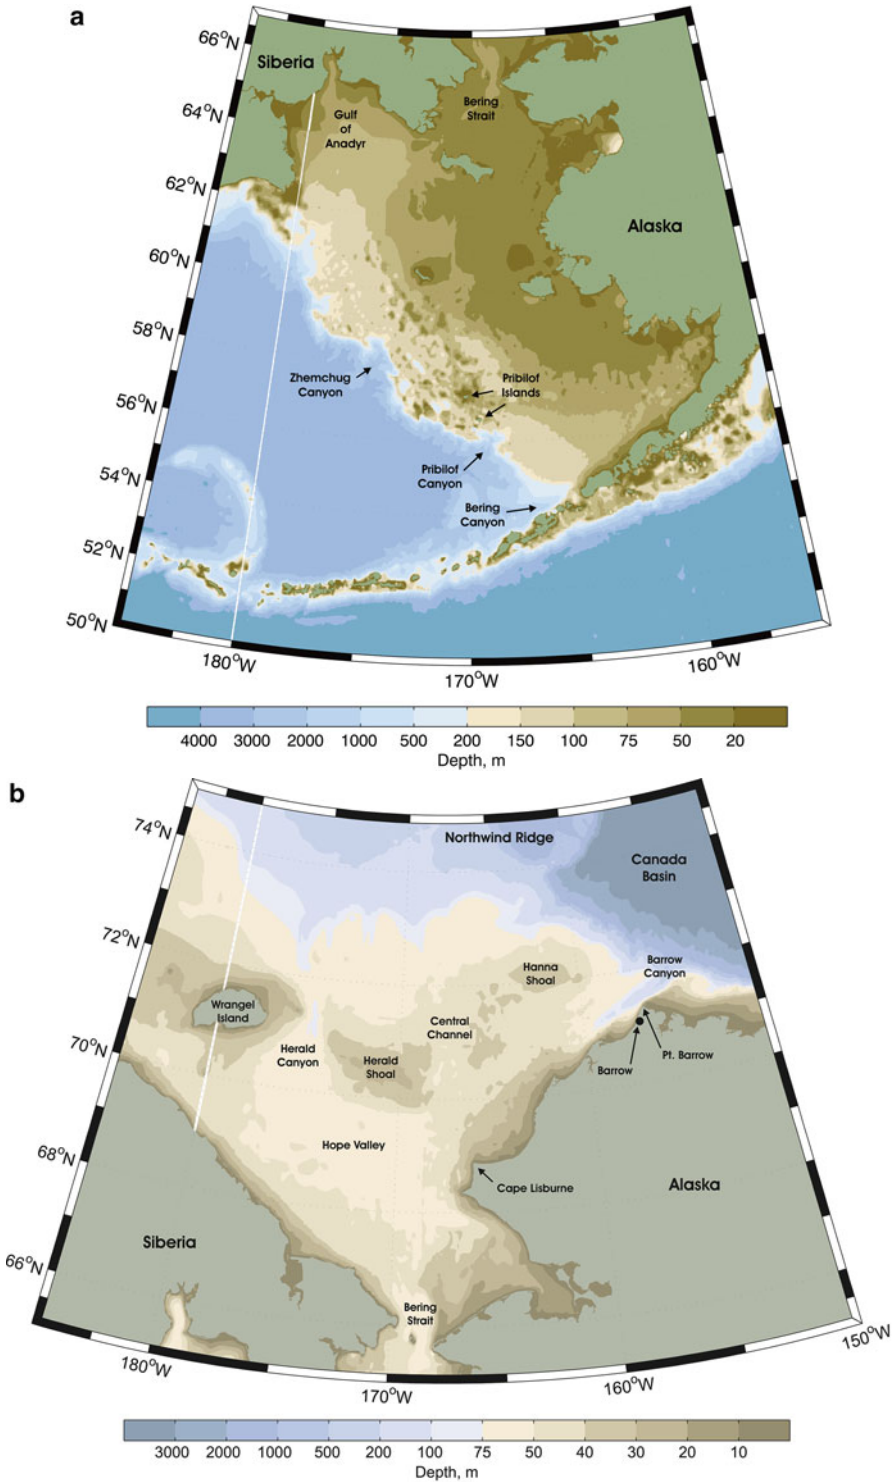 a
66°N
Siberia
64°N
Gulf
of
Anadyr
Bering
Strait
62°N
Alaska
60°N
58°N
Zhemchug
Canyon
Pribilof
Islands
56°N
Pribilof
Canyon
54°N
Bering
Canyon
52°N
50°N
180°W
170°W
160°W
4000 3000 2000 1000 500 200 150 100 75 50 20
Depth, m
b
74°N
Northwind Ridge
Canada
Basin
72°N
Hanna
Shoal
Barrow
Canyon
Wrangel
Island
Central
Channel
70°N
Herald
Canyon
Herald
Shoal
Barrow
Pt. Barrow
68°N
Hope Valley
Cape Lisburne
Alaska
Siberia
66°N
Bering
Strait
180°W
170°W
160°W
150°W
3000 2000 1000 500 200 100 75 50 40 30 20 10
Depth, m